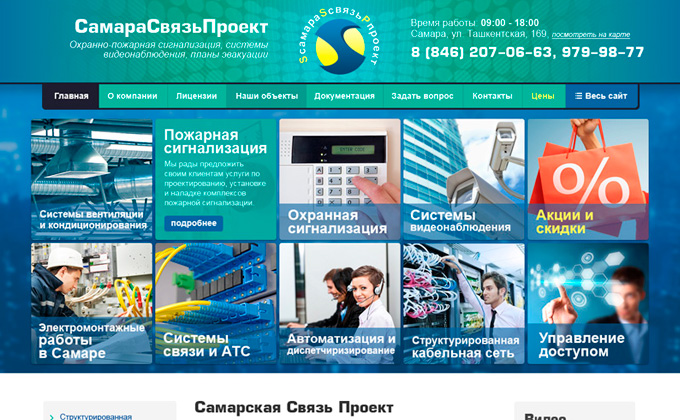 СамараСвязьПроект
Охранно-пожарная сигнализация, системы
видеонаблюдения, планы эвакуации
SсамараSсвязьPпроект
Время работы: 09:00 - 18:00
Самара, ул. Ташкентская, 169, посмотреть на карте
8 (846) 207-06-63, 979-98-77
Главная
О компании
Лицензии
Наши объекты
Документация
Задать вопрос
Контакты
Цены
Весь сайт
Системы вентиляции
и кондиционирования
Пожарная
сигнализация
Мы рады предложить
своим клиентам услуги по
проектированию, установке
и наладке комплексов
пожарной сигнализации.
подробнее
Охранная
сигнализация
Системы
видеонаблюдения
%
Акции и
скидки
Электромонтажные
работы
в Самаре
Системы
связи и АТС
Автоматизация и
диспетчиризирование
Структурированная
кабельная сеть
Управление
доступом
Структурированная
Самарская Связь Проект
Видео